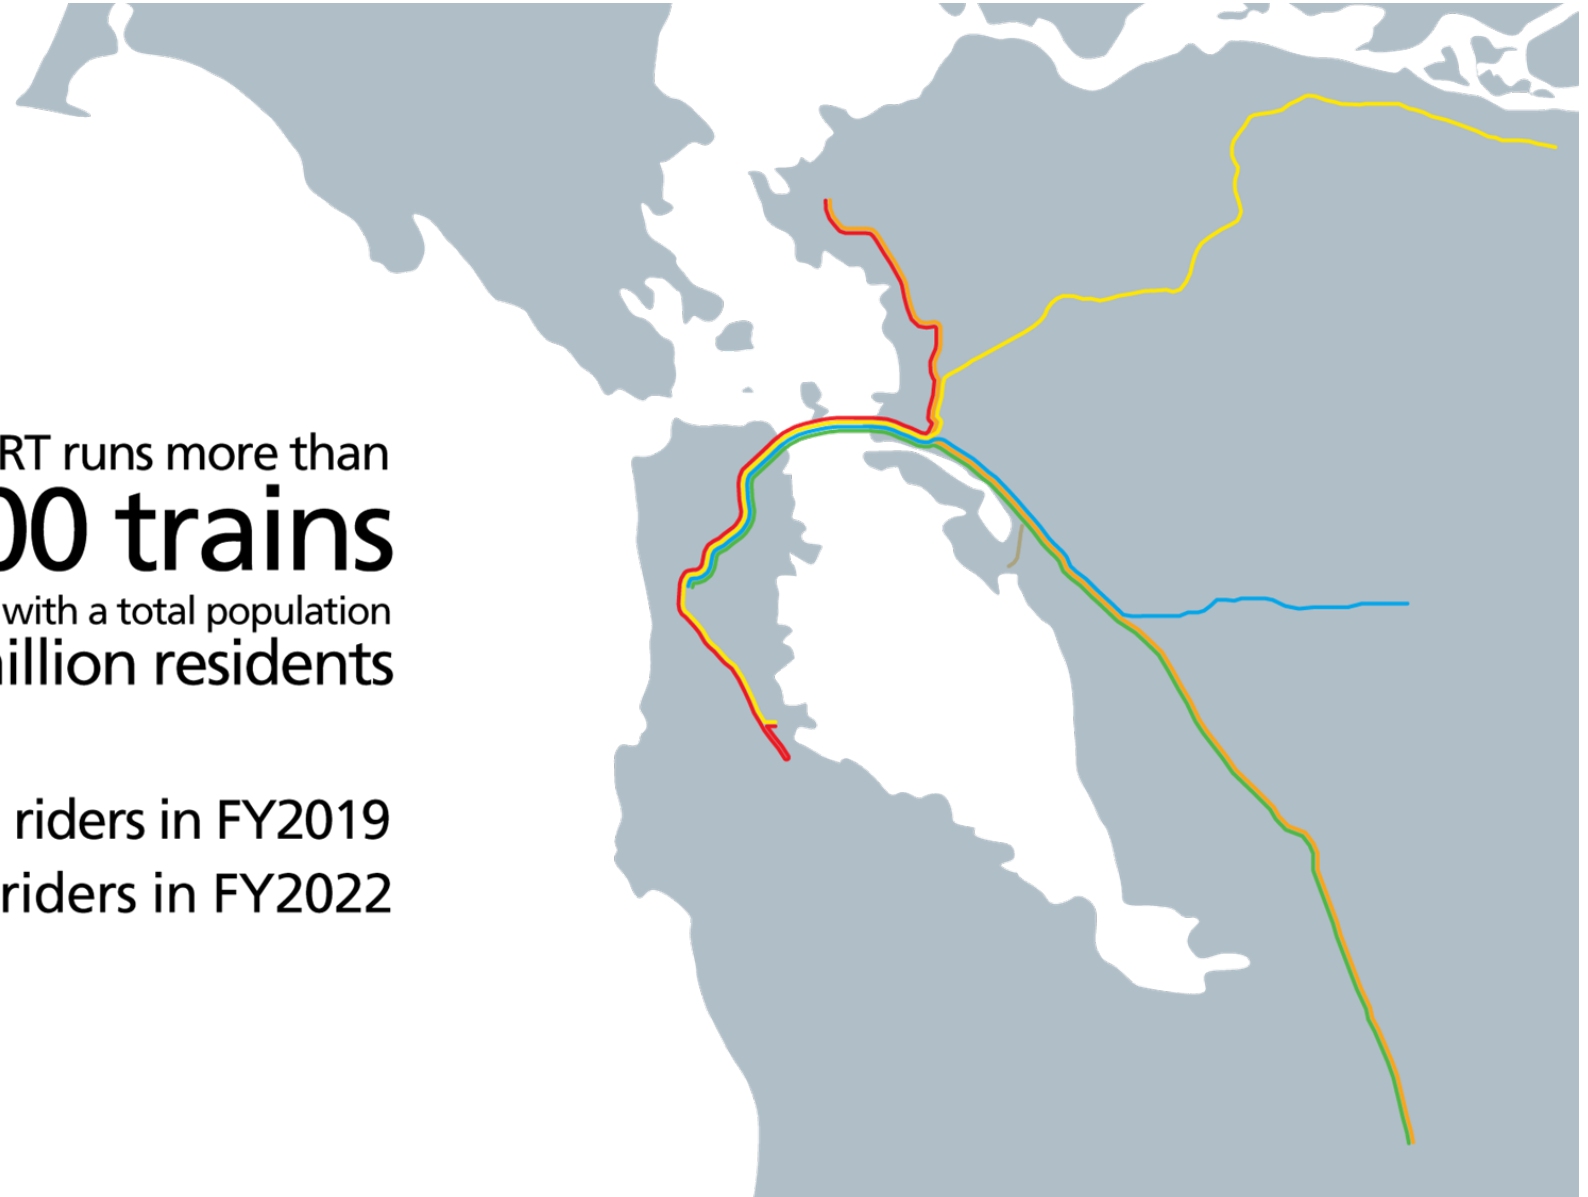 RT runs more than
00 trains
with a total population
illion residents
riders in FY2019
riders in FY2022